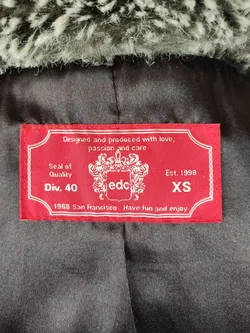 Designed and produced with love,
passion and care
Seal of
Quality
Est. 1998
Div. 40
edc
XS
1968 San Francisco Have fun and enjoy